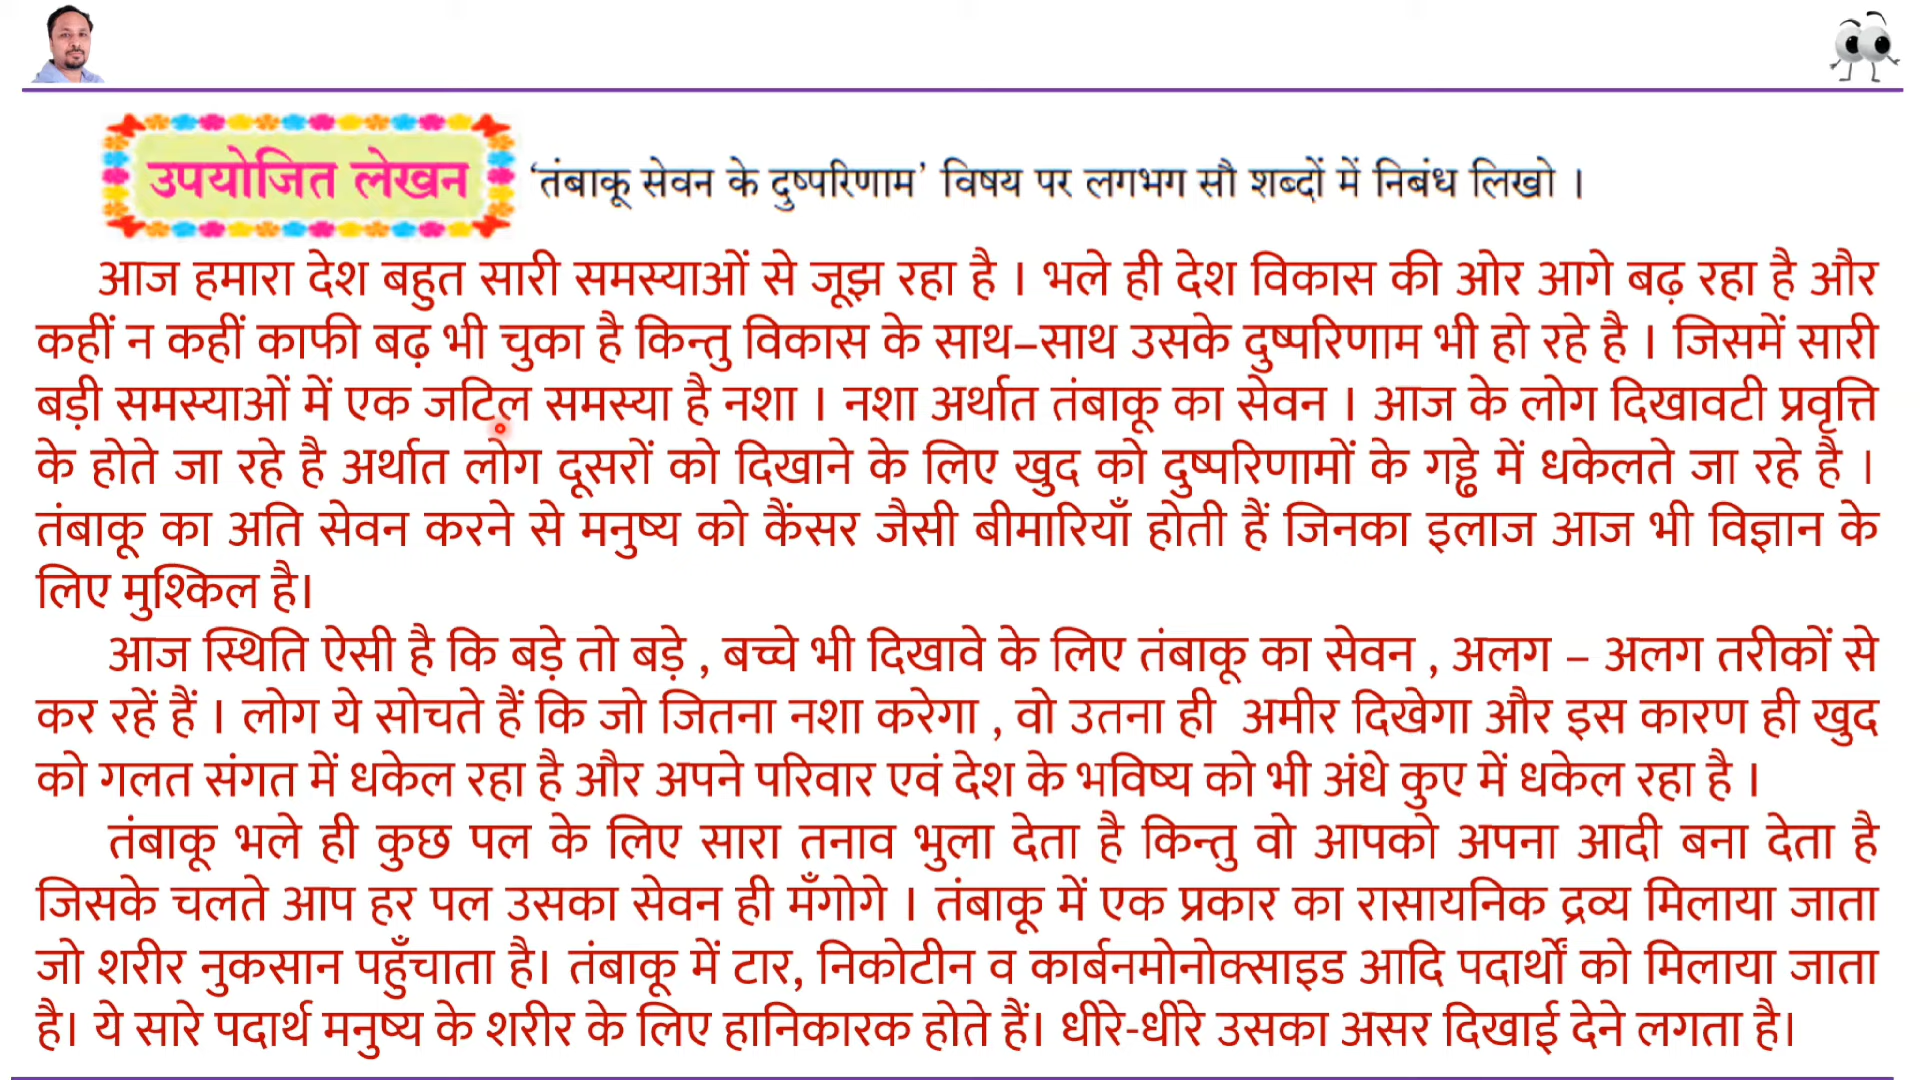 उपयोजित लेखन
‘तंबाकू सेवन के दुष्परिणाम’ विषय पर लगभग सौ शब्दों में निबंध लिखो ।
आज हमारा देश बहुत सारी समस्याओं से जूझ रहा है । भले ही देश विकास की ओर आगे बढ़ रहा है और
कहीं न कहीं काफी बढ़ भी चुका है किन्तु विकास के साथ–साथ उसके दुष्परिणाम भी हो रहे है । जिसमें सारी
बड़ी समस्याओं में एक जटिल समस्या है नशा । नशा अर्थात तंबाकू का सेवन । आज के लोग दिखावटी प्रवृत्ति
के होते जा रहे है अर्थात लोग दूसरों को दिखाने के लिए खुद को दुष्परिणामों के गड्ढे में धकेलते जा रहे है ।
तंबाकू का अति सेवन करने से मनुष्य को कैंसर जैसी बीमारियाँ होती हैं जिनका इलाज आज भी विज्ञान के
लिए मुश्किल है।
आज स्थिति ऐसी है कि बड़े तो बड़े , बच्चे भी दिखावे के लिए तंबाकू का सेवन , अलग – अलग तरीकों से
कर रहें हैं । लोग ये सोचते हैं कि जो जितना नशा करेगा , वो उतना ही अमीर दिखेगा और इस कारण ही खुद
को गलत संगत में धकेल रहा है और अपने परिवार एवं देश के भविष्य को भी अंधे कुए में धकेल रहा है ।
तंबाकू भले ही कुछ पल के लिए सारा तनाव भुला देता है किन्तु वो आपको अपना आदी बना देता है
जिसके चलते आप हर पल उसका सेवन ही मँगोगे । तंबाकू में एक प्रकार का रासायनिक द्रव्य मिलाया जाता
जो शरीर नुकसान पहुँचाता है। तंबाकू में टार, निकोटीन व कार्बनमोनोक्साइड आदि पदार्थों को मिलाया जाता
है। ये सारे पदार्थ मनुष्य के शरीर के लिए हानिकारक होते हैं। धीरे-धीरे उसका असर दिखाई देने लगता है।